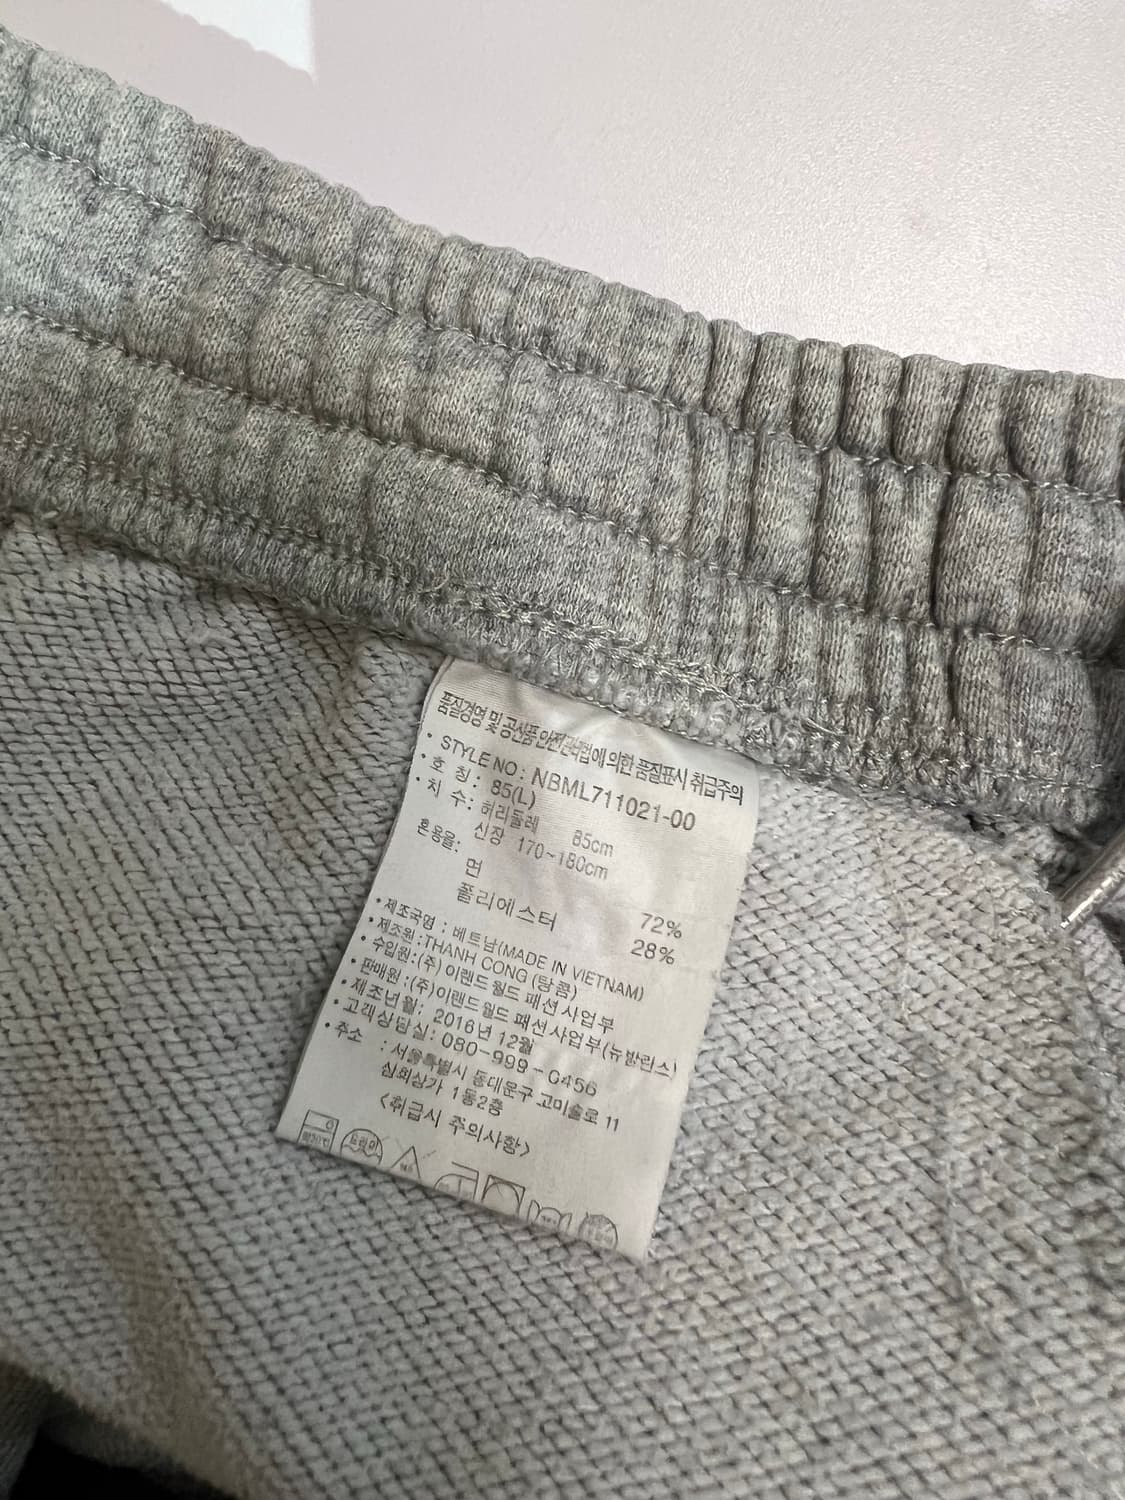 품질경영 및 공산품안전관리법에 의한 품질표시 취급주의
• STYLE NO : NBML711021-00
• 호 칭 : 85(L)
• 치 수 : 허리둘레 85cm
신장 170~180cm
혼용율:
면 72%
폴리에스터 28%
• 제조국명 : 베트남(MADE IN VIETNAM)
• 제조원 :THANH CONG (탕콤)
• 수입원 :(주) 이랜드월드 패션사업부
• 판매원 :(주)이랜드월드 패션사업부(뉴발란스)
• 제조년월: 2016년 12월
• 고객상담실: 080-999-0456
• 주소 : 서울특별시 동대문구 고미술로 11
삼희상가 1동2층
<취급시 주의사항>